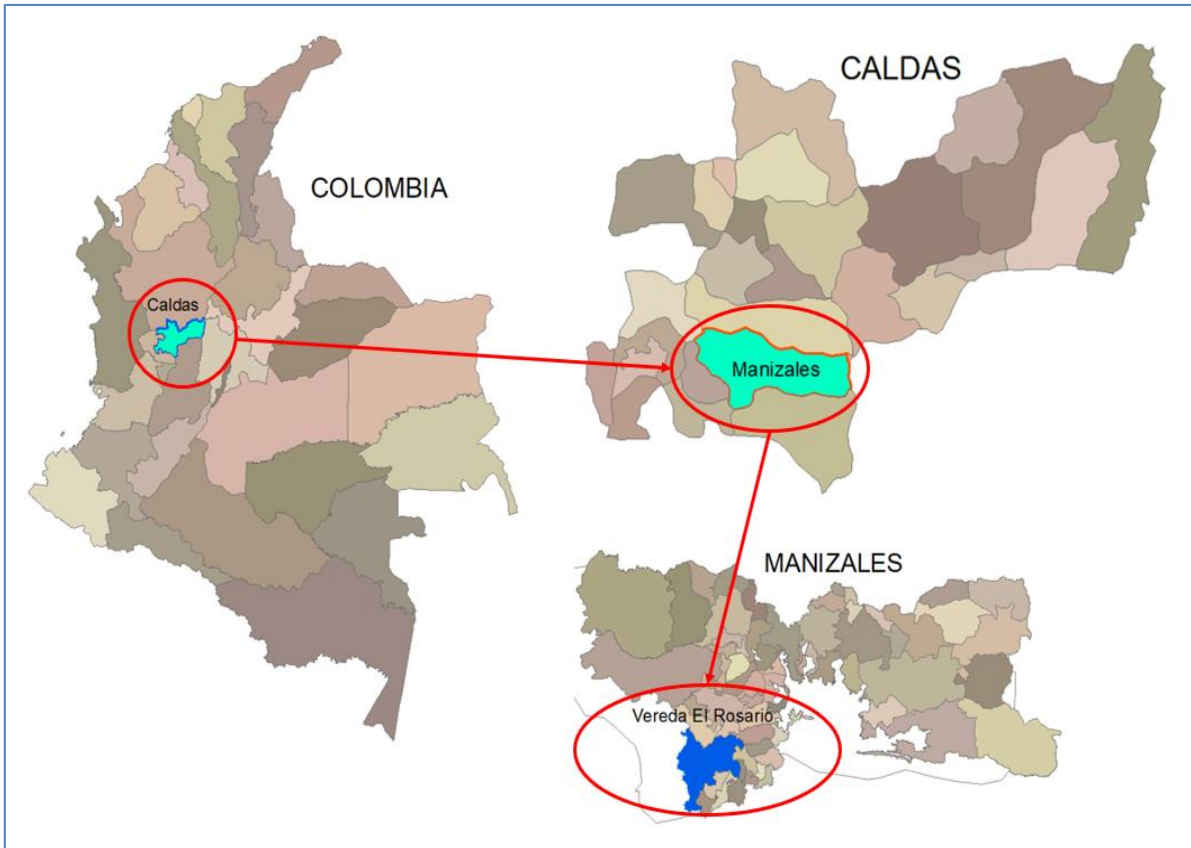 COLOMBIA
Caldas
CALDAS
Manizales
MANIZALES
Vereda El Rosario